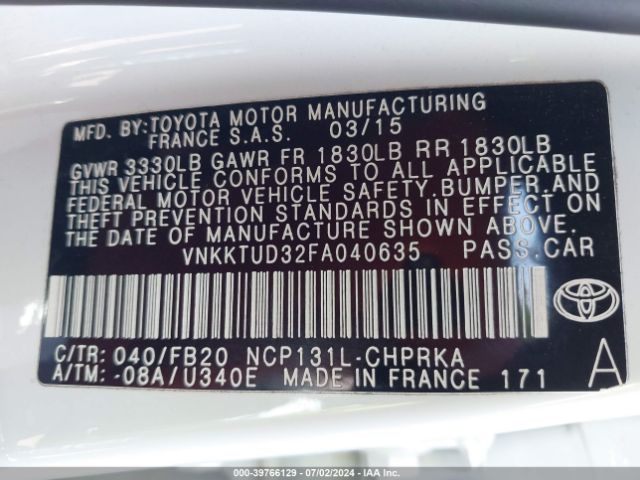 MFD. BY:TOYOTA MOTOR MANUFACTURING
FRANCE S.A.S. 03/15
GVWR 3330LB GAWR FR 1830LB RR 1830LB
THIS VEHICLE CONFORMS TO ALL APPLICABLE
FEDERAL MOTOR VEHICLE SAFETY,BUMPER,AND
THEFT PREVENTION STANDARDS IN EFFECT ON
THE DATE OF MANUFACTURE SHOWN ABOVE.
VNKKTUD32FA040635 PASS.CAR
C/TR: 040/FB20 NCP131L-CHPRKA
A/TM: -08A/U340E MADE IN FRANCE 171
A
000-39766129 - 07/02/2024 - IAA Inc.